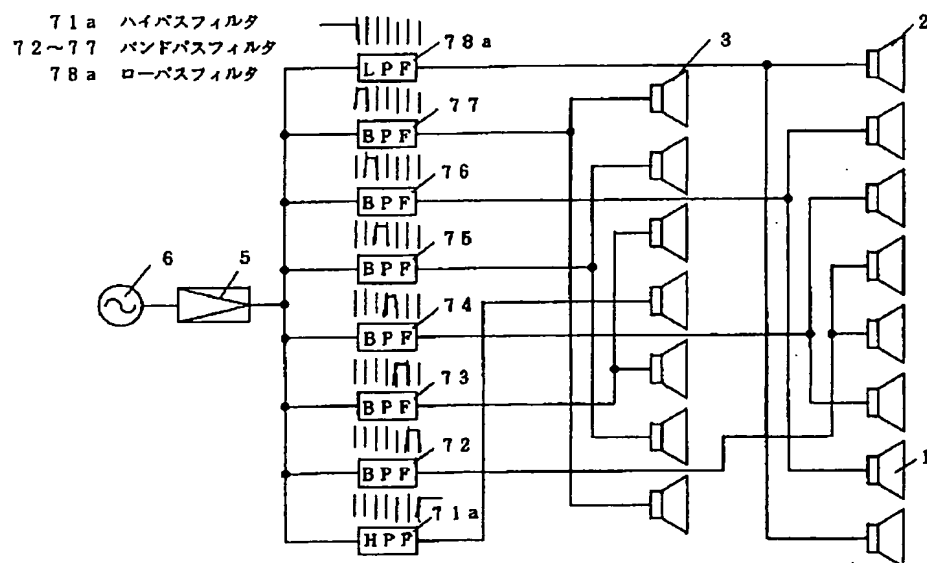 71a ハイパスフィルタ
72~77 バンドパスフィルタ
78a ローパスフィルタ
78a
LPF
2
3
77
BPF
76
BPF
75
BPF
6
5
74
BPF
73
BPF
72
BPF
1
71a
HPF